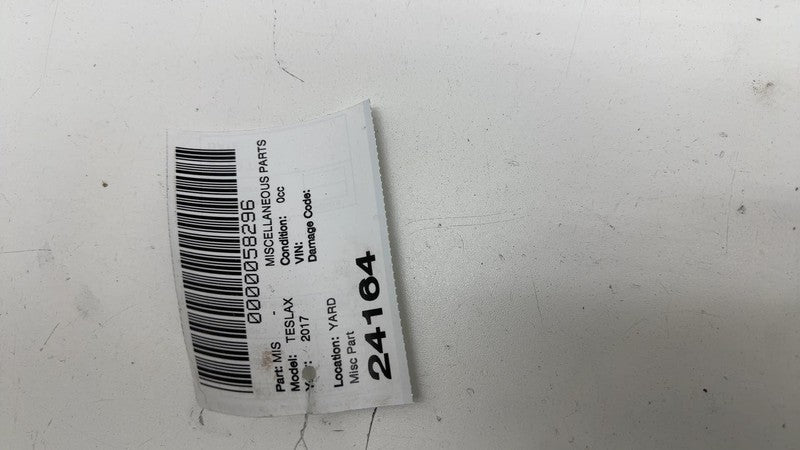 0000058296
Part: MIS - MISCELLANEOUS PARTS
Model: TESLAX Condition: 0cc
2017 VIN:
Damage Code:
Location: YARD
Misc Part
24164